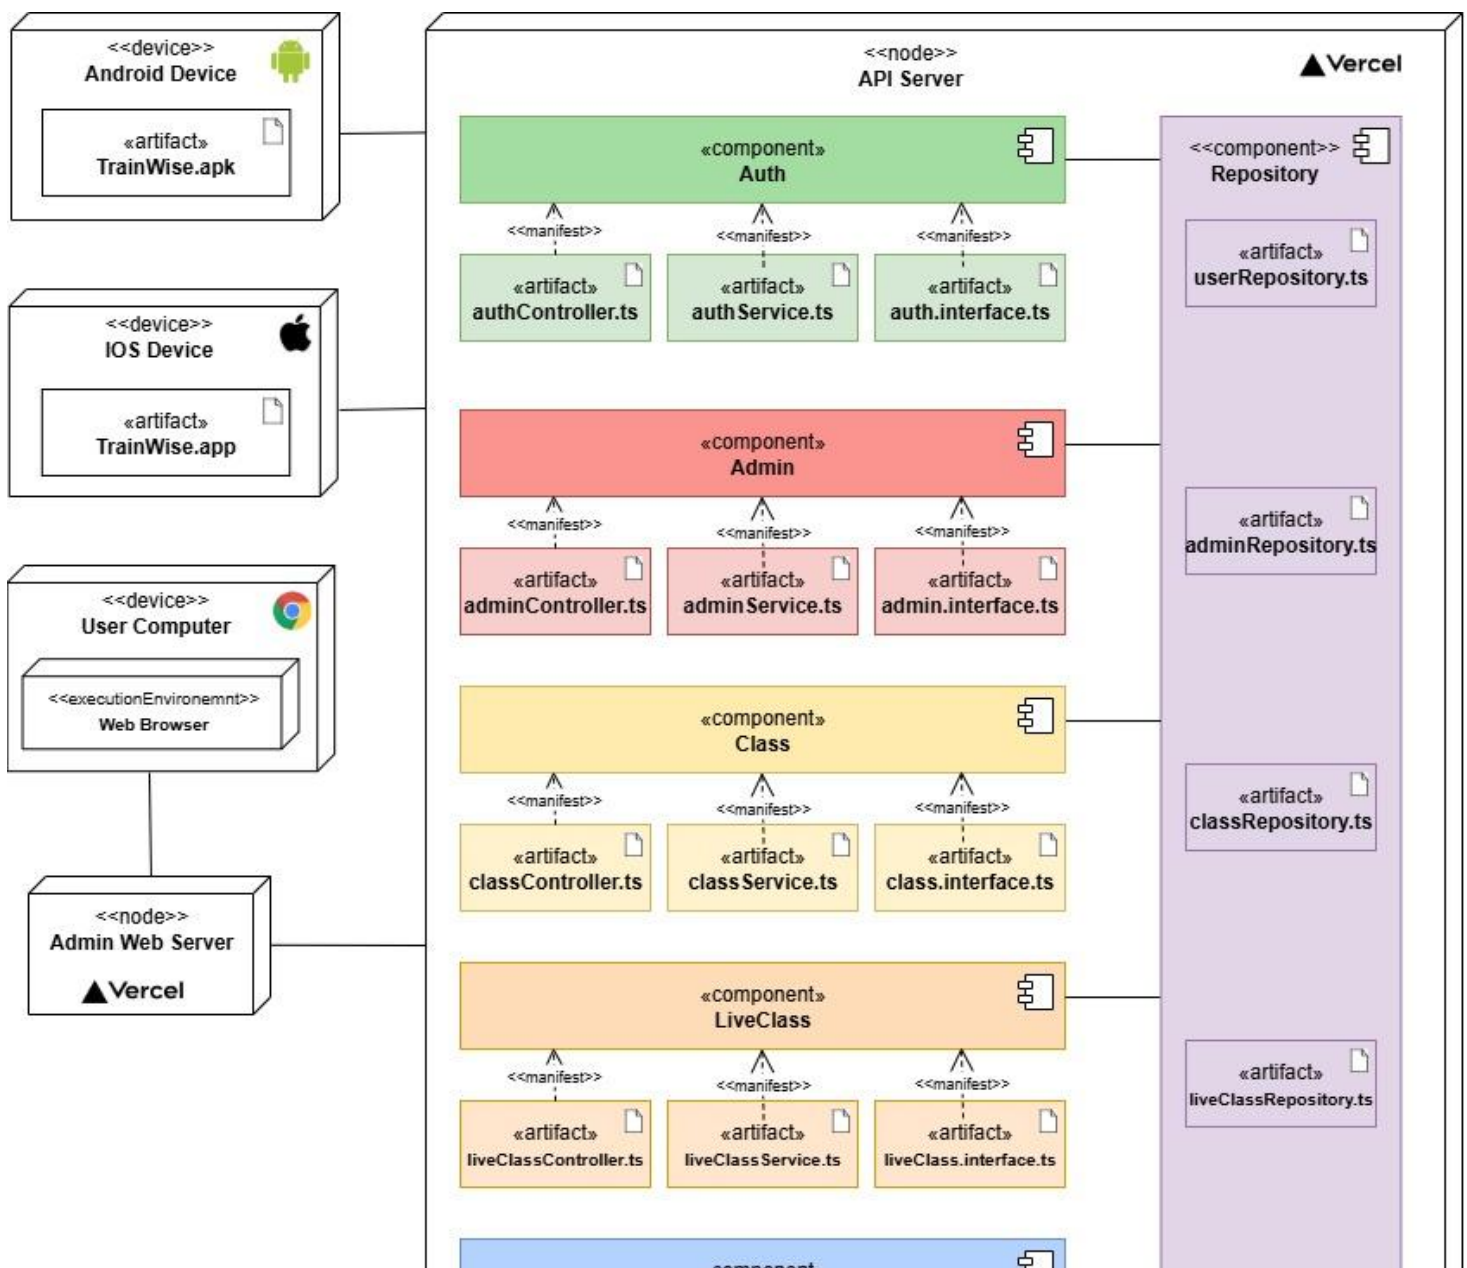 <<device>>
Android Device
«artifact»
TrainWise.apk
<<device>>
IOS Device
«artifact»
TrainWise.app
<<device>>
User Computer
<<executionEnvironemnt>>
Web Browser
<<node>>
Admin Web Server
Vercel
<<node>>
API Server
Vercel
«component»
Auth
<<manifest>>
<<manifest>>
<<manifest>>
«artifact»
authController.ts
«artifact»
authService.ts
«artifact»
auth.interface.ts
«component»
Admin
<<manifest>>
<<manifest>>
<<manifest>>
«artifact»
adminController.ts
«artifact»
adminService.ts
«artifact»
admin.interface.ts
«component»
Class
<<manifest>>
<<manifest>>
<<manifest>>
«artifact»
classController.ts
«artifact»
classService.ts
«artifact»
class.interface.ts
«component»
LiveClass
<<manifest>>
<<manifest>>
<<manifest>>
«artifact»
liveClassController.ts
«artifact»
liveClassService.ts
«artifact»
liveClass.interface.ts
<<component>>
Repository
«artifact»
userRepository.ts
«artifact»
adminRepository.ts
«artifact»
classRepository.ts
«artifact»
liveClassRepository.ts